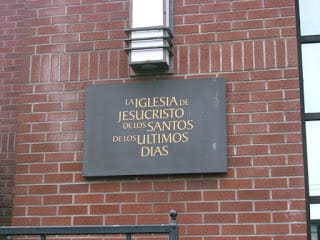 LA IGLESIA DE
JESUCRISTO
DE LOS SANTOS
DE LOS ULTIMOS
DIAS